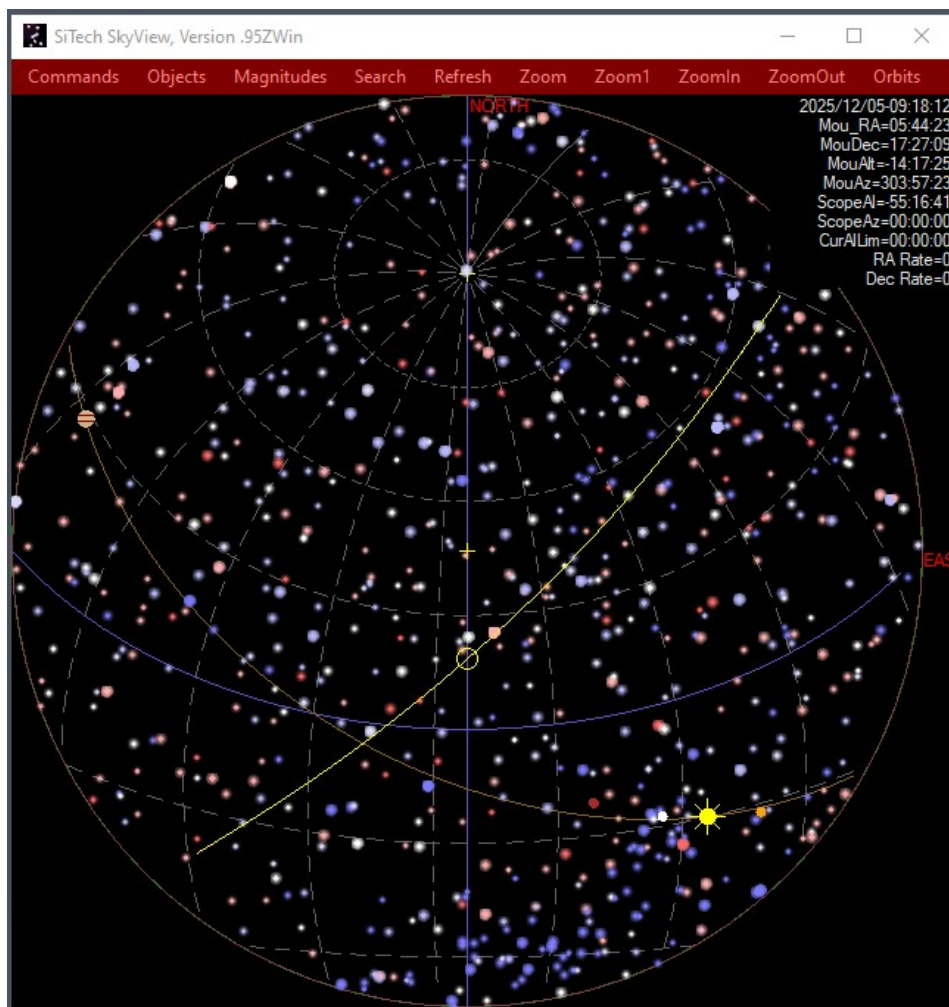 SiTech SkyView, Version .95ZWin
Commands Objects Magnitudes Search Refresh Zoom Zoom1 ZoomIn ZoomOut Orbits
NORTH
2025/12/05-09:18:12
Mou_RA=05:44:23
MouDec=17:27:09
MouAlt=-14:17:25
MouAz=303:57:23
ScopeAl=-55:16:41
ScopeAz=00:00:00
CurAlLim=00:00:00
RA Rate=0
Dec Rate=0
EAS